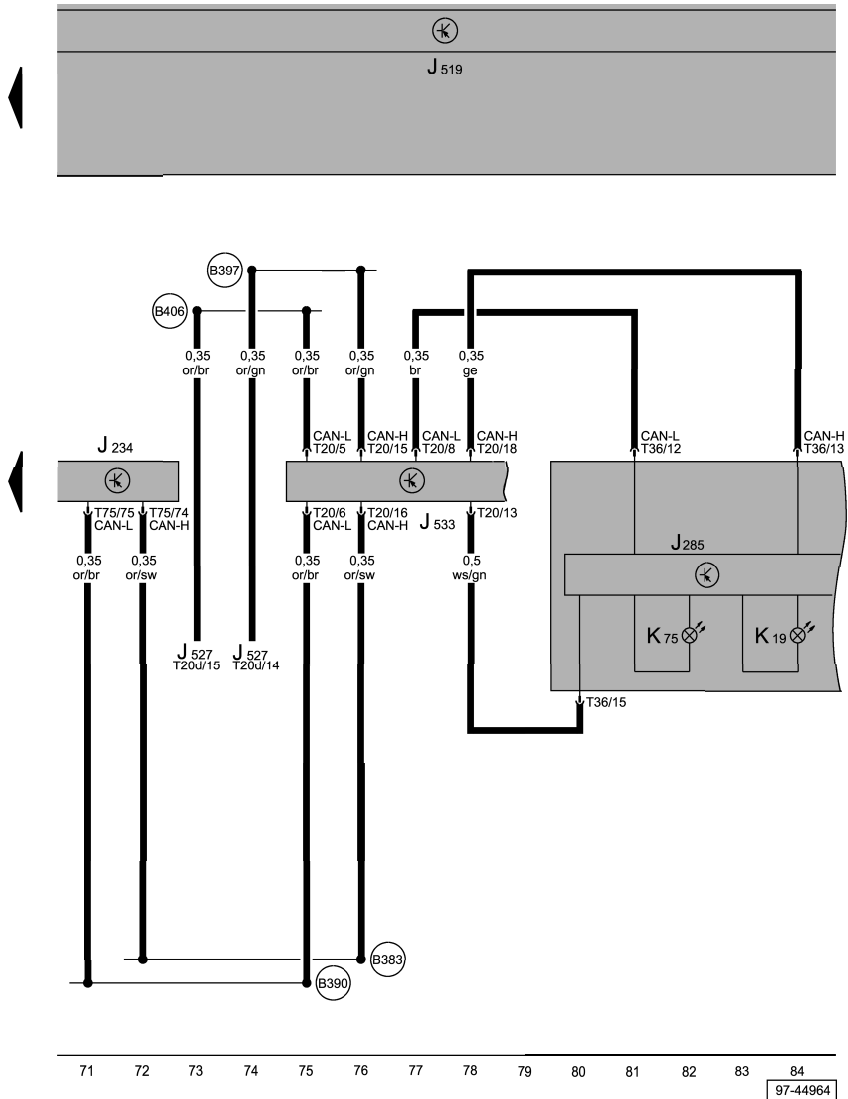 J 519
B397
B406
0,35 0,35 0,35 0,35 0,35 0,35
or/br or/gn or/br or/gn br ge
CAN-L CAN-H CAN-L CAN-H CAN-L CAN-H
T20/5 T20/15 T20/8 T20/18 T36/12 T36/13
J 234
T75/75 T75/74 T20/6 T20/16 J 533 T20/13
CAN-L CAN-H CAN-L CAN-H
J 285
0,35 0,35 0,35 0,35 0,5
or/br or/sw or/br or/sw ws/gn
K 75 K 19
J 527 J 527
T20d/15 T20d/14
T36/15
B383
B390
71 72 73 74 75 76 77 78 79 80 81 82 83 84
97-44964